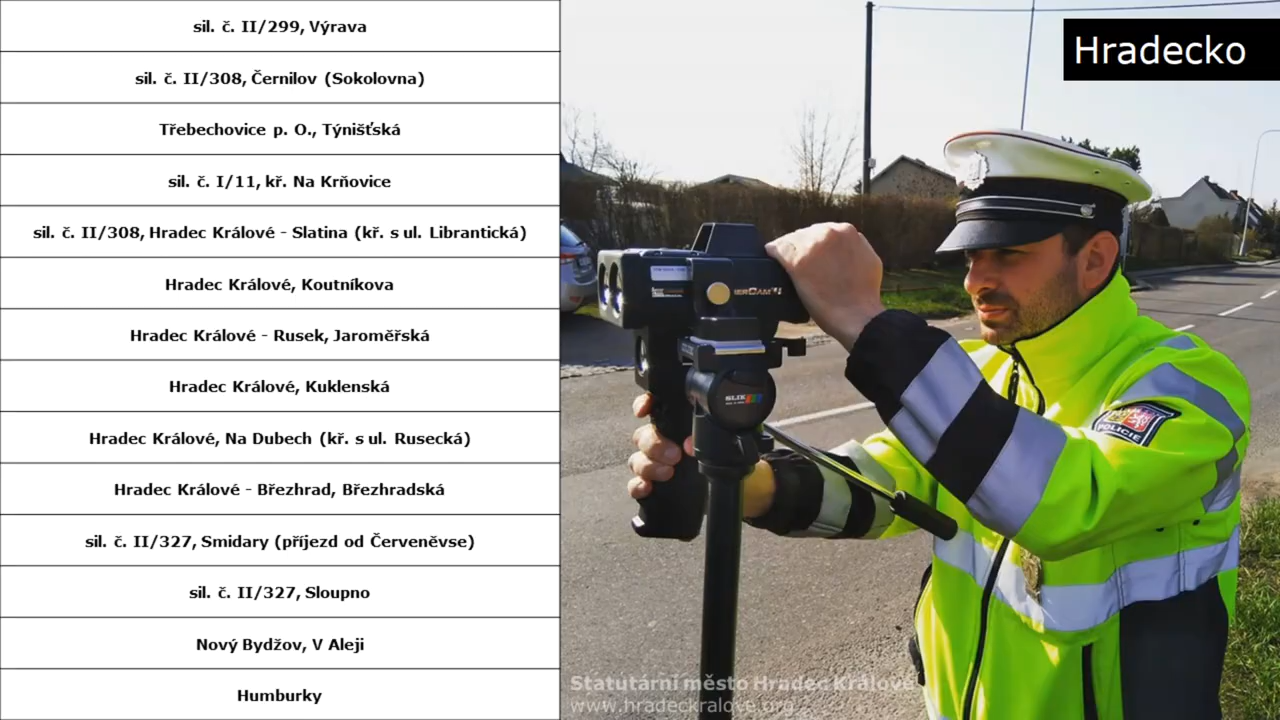 sil. č. II/299, Výrava
sil. č. II/308, Černilov (Sokolovna)
Třebechovice p. O., Týnišťská
sil. č. I/11, kř. Na Krňovice
sil. č. II/308, Hradec Králové - Slatina (kř. s ul. Librantická)
Hradec Králové, Koutníkova
Hradec Králové - Rusek, Jaroměřská
Hradec Králové, Kuklenská
Hradec Králové, Na Dubech (kř. s ul. Rusecká)
Hradec Králové - Březhrad, Březhradská
sil. č. II/327, Smidary (příjezd od Červeněvse)
sil. č. II/327, Sloupno
Nový Bydžov, V Aleji
Humburky
Hradecko
SLIK
POLICIE
Statutární město Hradec Králové
www.hradeckralove.org